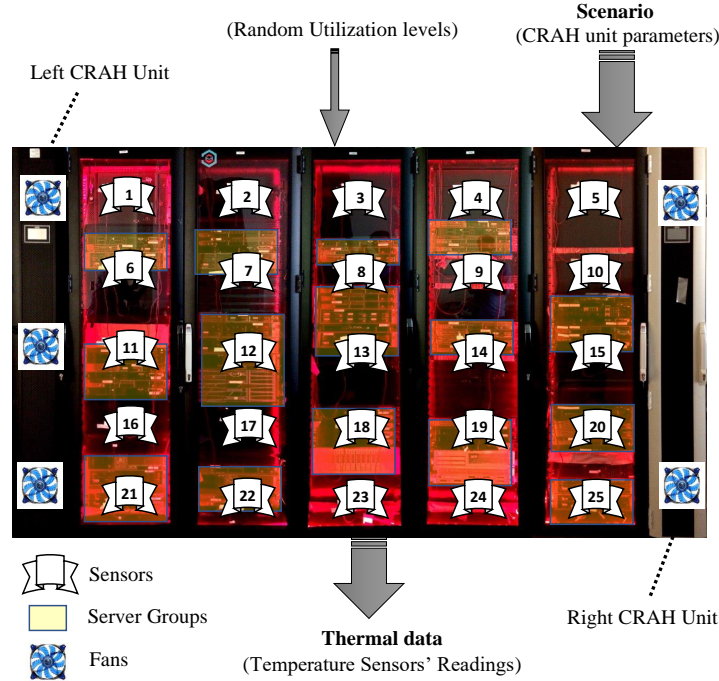 Scenario
(Random Utilization levels)
(CRAH unit parameters)
Left CRAH Unit
1 2 3 4 5
6 7 8 9 10
11 12 13 14 15
16 17 18 19 20
21 22 23 24 25
Sensors
Server Groups
Fans
Right CRAH Unit
Thermal data
(Temperature Sensors' Readings)